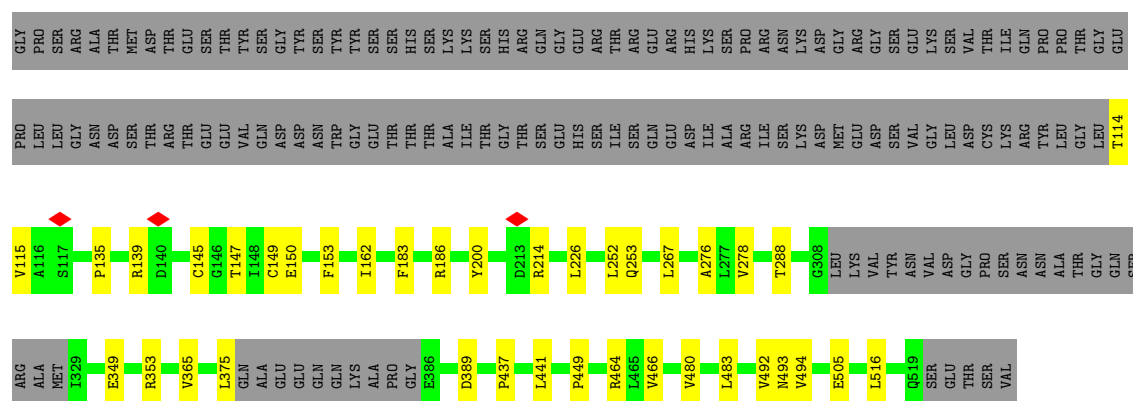 GLY PRO SER ARG ALA THR MET ASP THR GLU SER THR TYR SER GLY TYR SER TYR TYR SER SER HIS SER LYS LYS SER HIS ARG GLN GLY GLU ARG THR ARG GLU ARG HIS LYS SER PRO ARG ASN LYS ASP GLY ARG GLY SER GLU LYS SER VAL THR ILE GLN PRO PRO THR GLY GLU
PRO LEU LEU GLY ASN ASP SER THR ARG THR GLU GLU VAL GLN ASP ASP ASN TRP GLY GLU THR THR THR ALA ILE THR GLY THR SER GLU HIS SER ILE SER GLN GLU ASP ILE ALA ARG ILE SER LYS ASP MET GLU ASP SER VAL GLY LEU ASP CYS LYS ARG TYR LEU GLY LEU T114
V115 A116 S117 P135 R139 D140 C145 G146 T147 I148 C149 E150 F153 I162 F183 R186 Y200 D213 R214 L226 L252 Q253 L267 A276 L277 V278 T288 G308 LEU LYS VAL TYR ASN VAL ASP GLY PRO SER ASN ASN ALA THR GLY GLN SER
ARG ALA MET I329 E349 R353 V365 L375 GLN ALA GLU GLU GLN GLN LYS ALA PRO GLY E386 D389 P437 L441 P449 R464 L465 V466 V480 L483 V492 N493 V494 E505 L516 Q519 SER GLU THR SER VAL